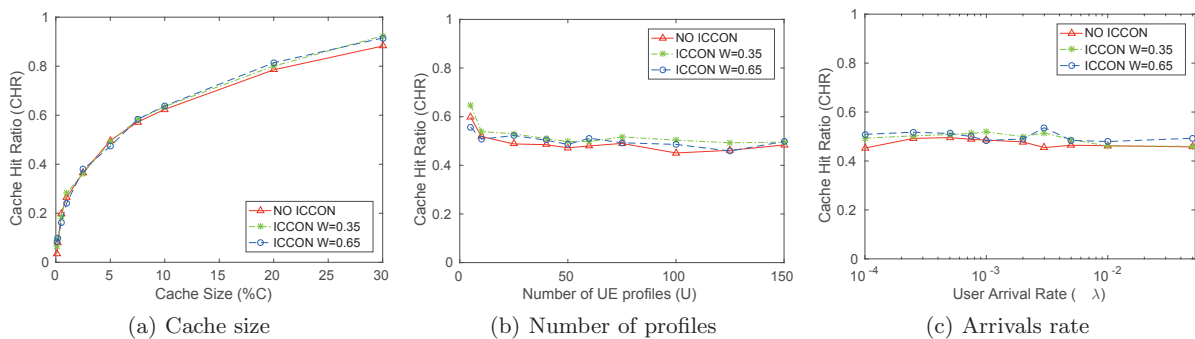 1
0.8
0.6
0.4
0.2
0
Cache Hit Ratio (CHR)
NO ICCON
ICCON W=0.35
ICCON W=0.65
0 5 10 15 20 25 30
Cache Size (%C)
(a) Cache size
1
0.8
0.6
0.4
0.2
0
Cache Hit Ratio (CHR)
NO ICCON
ICCON W=0.35
ICCON W=0.65
0 50 100 150
Number of UE profiles (U)
(b) Number of profiles
1
0.8
0.6
0.4
0.2
0
Cache Hit Ratio (CHR)
NO ICCON
ICCON W=0.35
ICCON W=0.65
10⁻⁴ 10⁻³ 10⁻²
User Arrival Rate ( λ)
(c) Arrivals rate